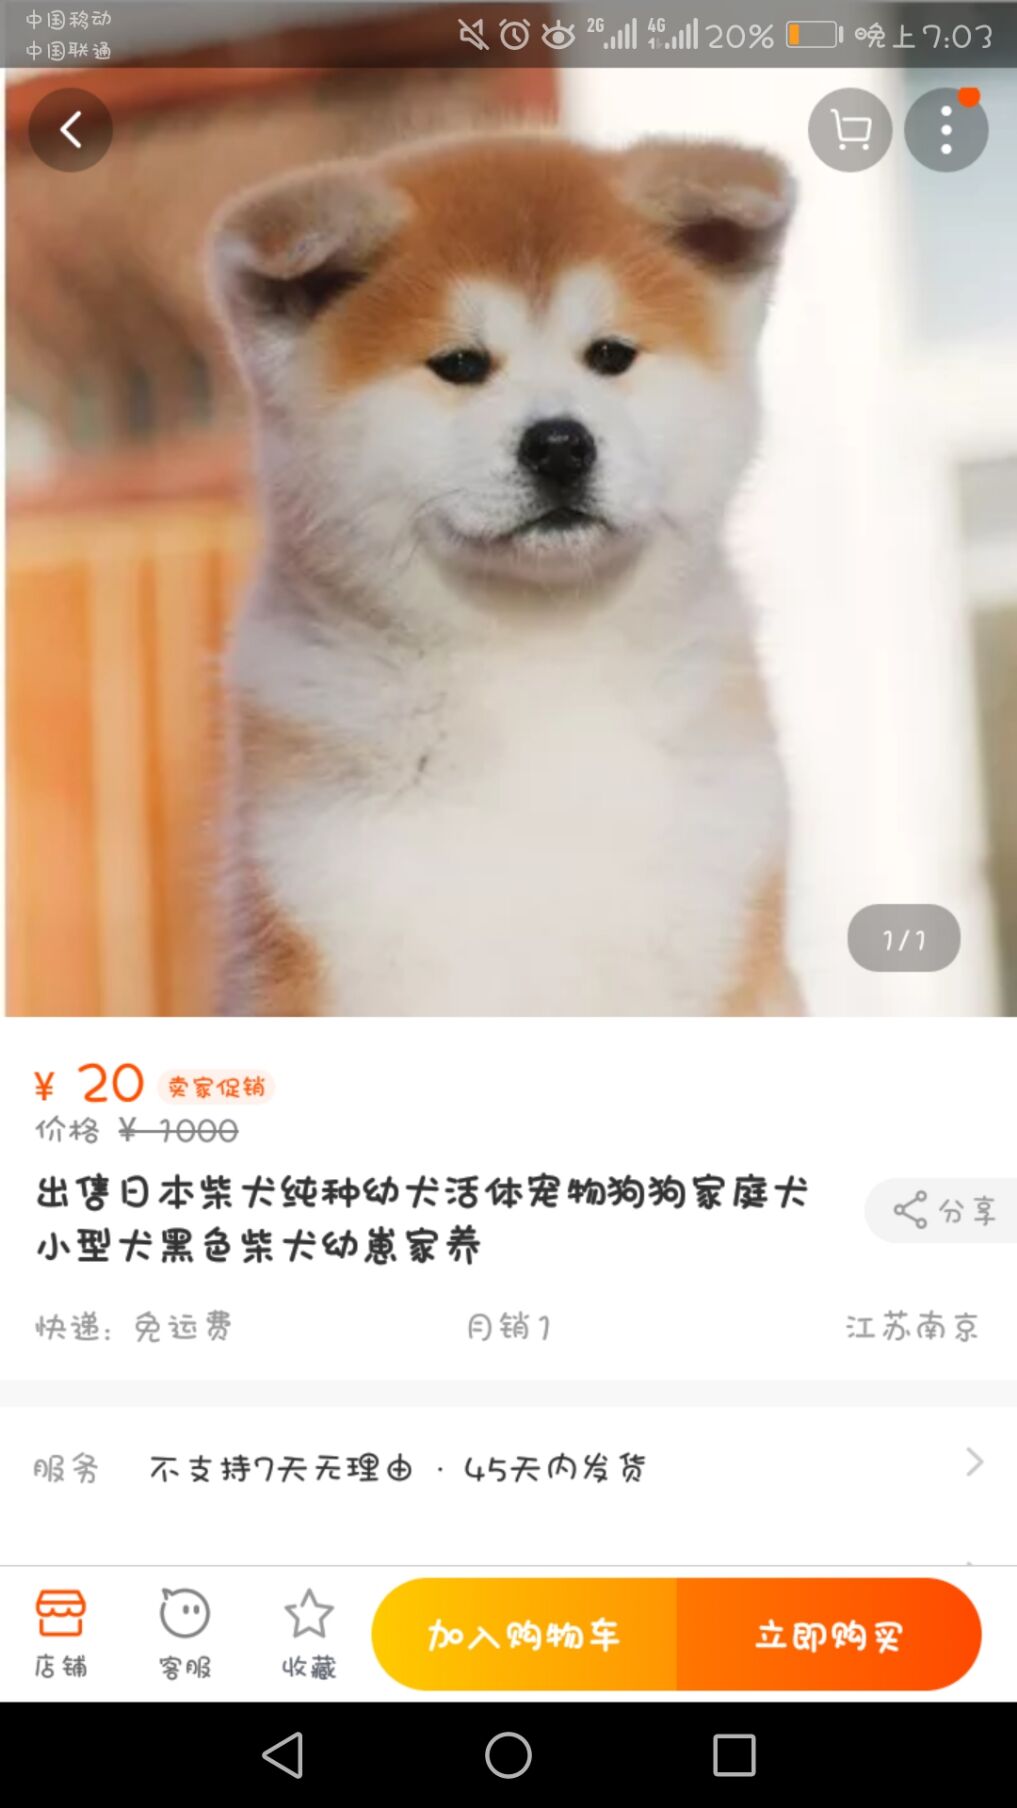 中国移动
中国联通
2G
4G
20%
晚上7:03
1/1
¥ 20 卖家促销
价格 ¥ 1000
出售日本柴犬纯种幼犬活体宠物狗狗家庭犬
小型犬黑色柴犬幼崽家养
分享
快递: 免运费 月销1 江苏南京
服务 不支持7天无理由 · 45天内发货
店铺 客服 收藏 加入购物车 立即购买